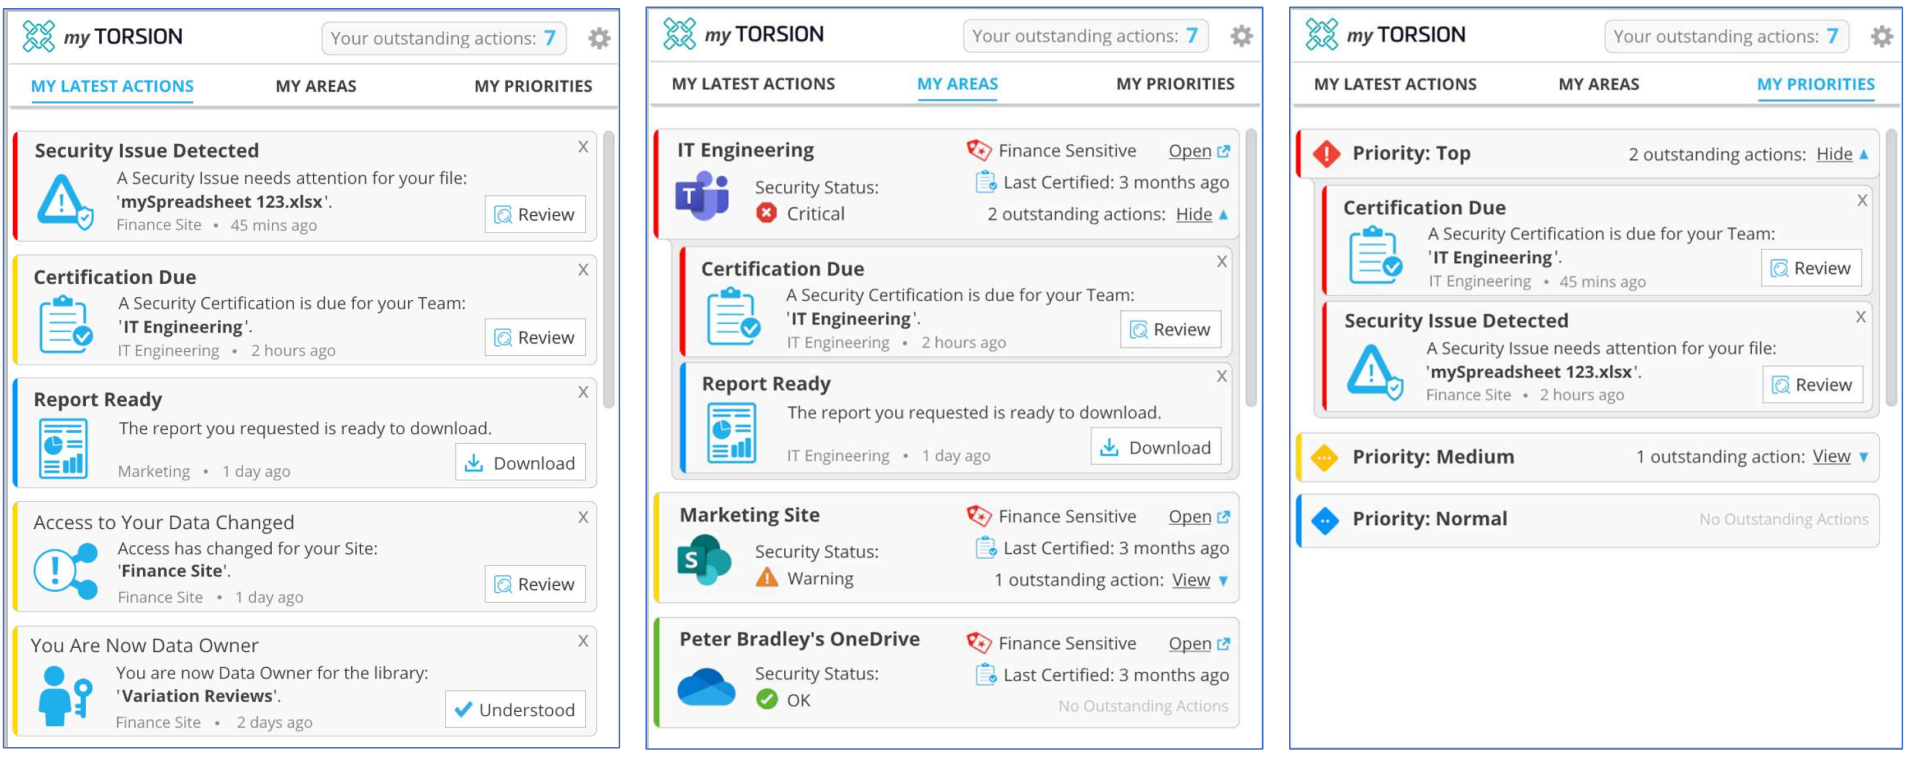 my TORSION
Your outstanding actions: 7
MY LATEST ACTIONS MY AREAS MY PRIORITIES
Security Issue Detected X
A Security Issue needs attention for your file:
'mySpreadsheet 123.xlsx'.
Finance Site • 45 mins ago
Review
Certification Due X
A Security Certification is due for your Team:
'IT Engineering'.
IT Engineering • 2 hours ago
Review
Report Ready X
The report you requested is ready to download.
Marketing • 1 day ago
Download
Access to Your Data Changed X
Access has changed for your Site:
'Finance Site'.
Finance Site • 1 day ago
Review
You Are Now Data Owner X
You are now Data Owner for the library:
'Variation Reviews'.
Finance Site • 2 days ago
Understood
my TORSION
Your outstanding actions: 7
MY LATEST ACTIONS MY AREAS MY PRIORITIES
IT Engineering Finance Sensitive Open
T
Security Status: Last Certified: 3 months ago
Critical 2 outstanding actions: Hide
Certification Due X
A Security Certification is due for your Team:
'IT Engineering'.
IT Engineering • 2 hours ago
Review
Report Ready X
The report you requested is ready to download.
IT Engineering • 1 day ago
Download
Marketing Site Finance Sensitive Open
S
Security Status: Last Certified: 3 months ago
Warning 1 outstanding action: View
Peter Bradley's OneDrive Finance Sensitive Open
Security Status: Last Certified: 3 months ago
OK No Outstanding Actions
my TORSION
Your outstanding actions: 7
MY LATEST ACTIONS MY AREAS MY PRIORITIES
Priority: Top 2 outstanding actions: Hide
Certification Due X
A Security Certification is due for your Team:
'IT Engineering'.
IT Engineering • 45 mins ago
Review
Security Issue Detected X
A Security Issue needs attention for your file:
'mySpreadsheet 123.xlsx'.
Finance Site • 2 hours ago
Review
Priority: Medium 1 outstanding action: View
Priority: Normal No Outstanding Actions